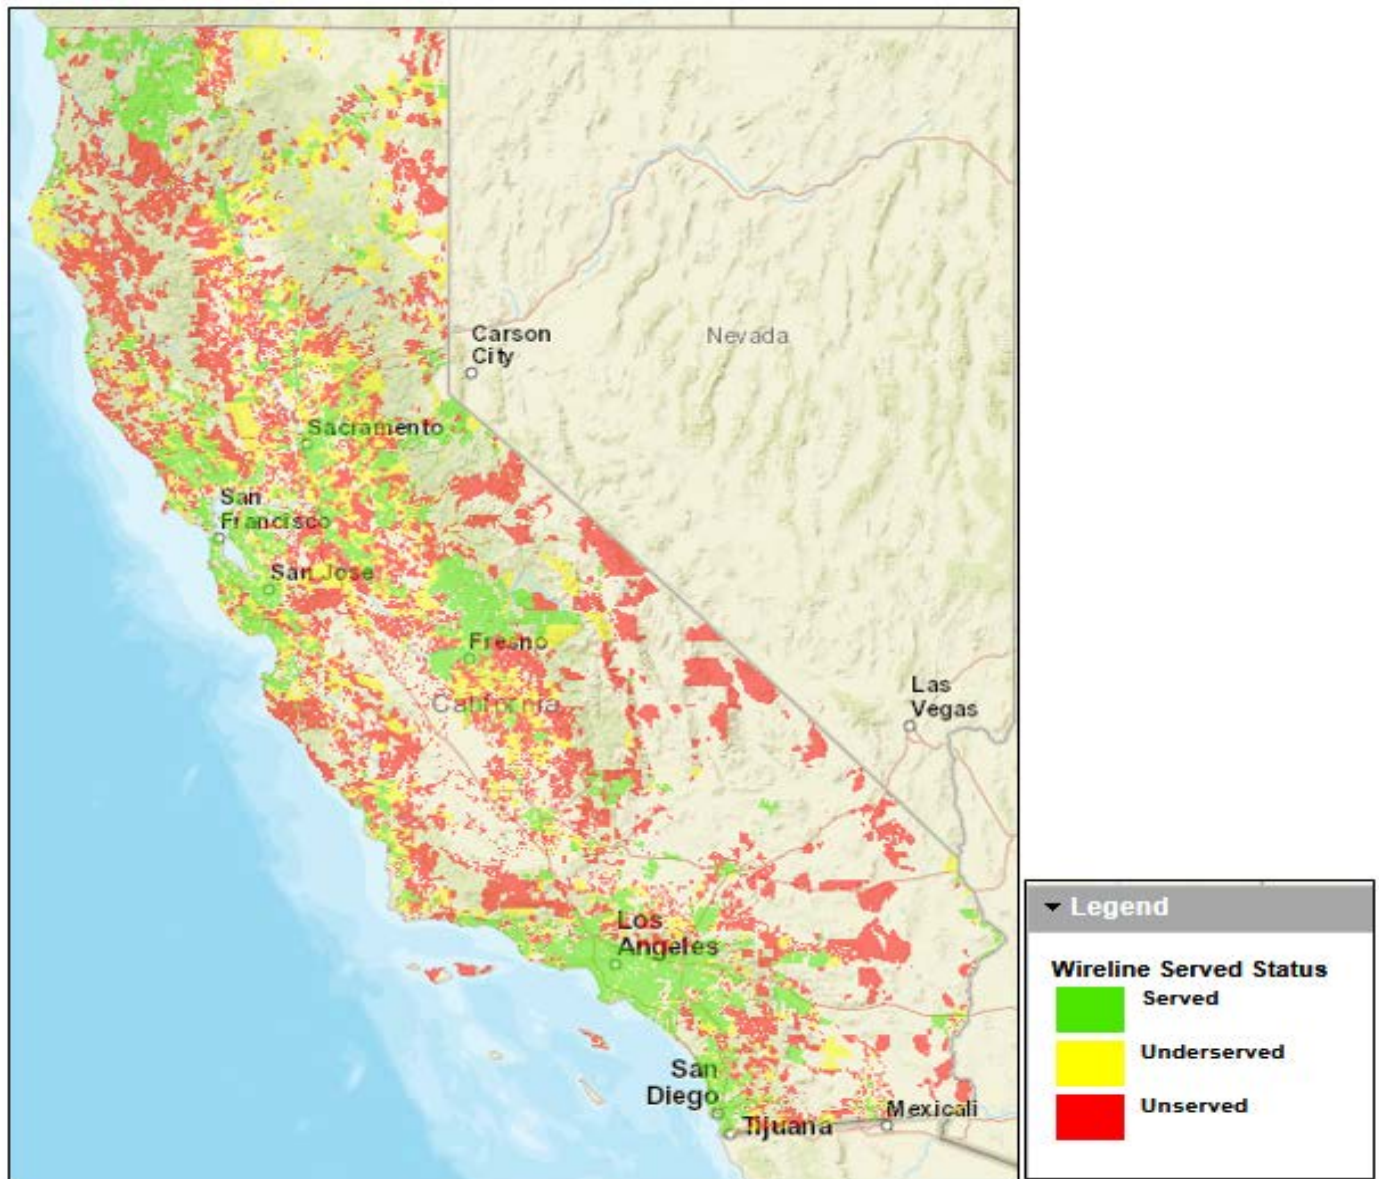 Carson
City
Nevada
Sacramento
San
Francisco
San Jose
Fresno
California
Las
Vegas
Los
Angeles
San
Diego
Tijuana
Mexicali
Legend
Wireline Served Status
Served
Underserved
Unserved